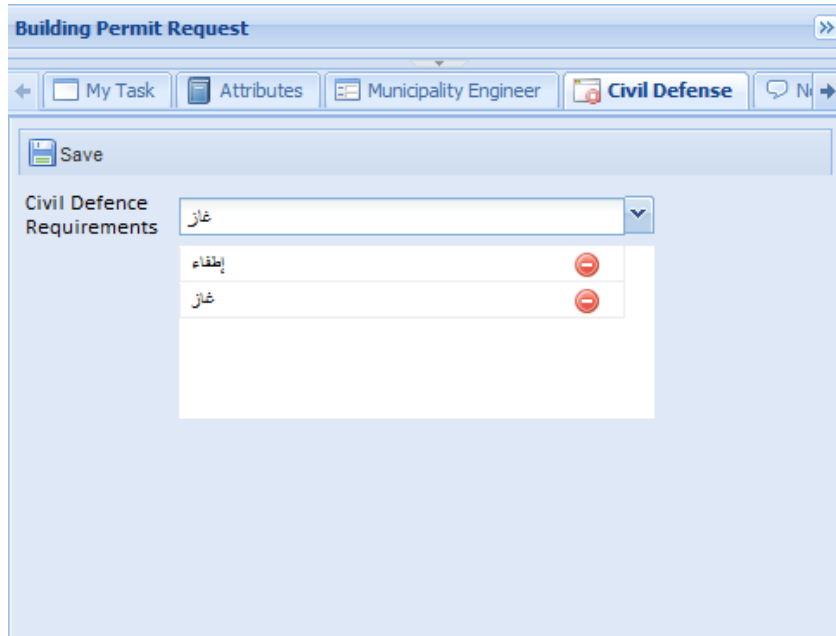 Building Permit Request
My Task Attributes Municipality Engineer Civil Defense
Save
Civil Defence
Requirements
غاز
إطفاء
غاز